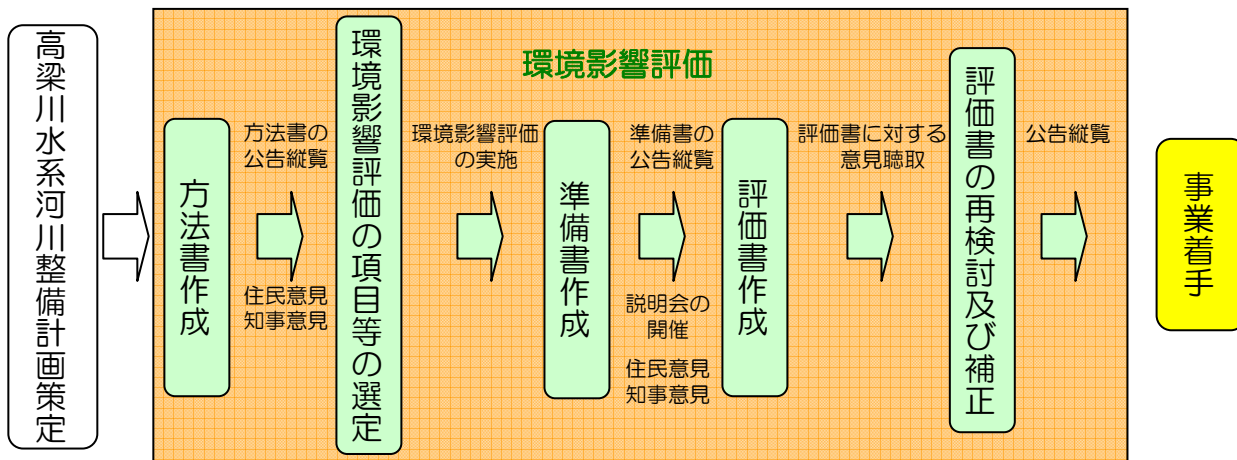 高梁川水系河川整備計画策定
環境影響評価
方法書作成
方法書の
公告縦覧
住民意見
知事意見
環境影響評価の項目等の選定
環境影響評価
の実施
準備書作成
準備書の
公告縦覧
説明会の
開催
住民意見
知事意見
評価書作成
評価書に対する
意見聴取
評価書の再検討及び補正
公告縦覧
事業着手